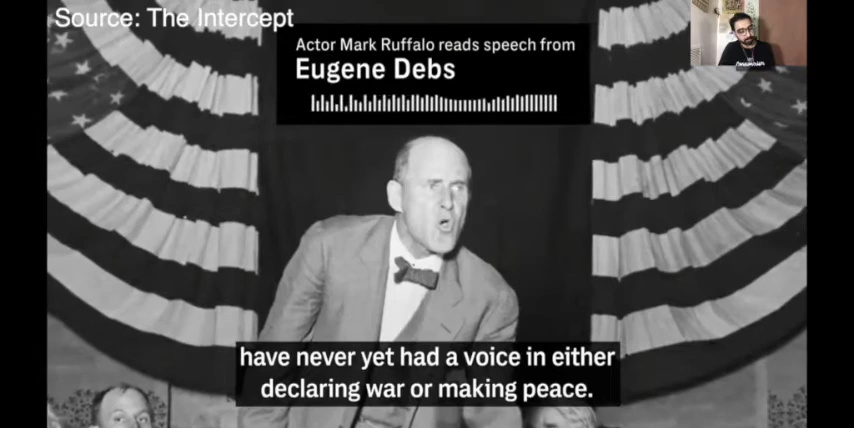 Source: The Intercept
Actor Mark Ruffalo reads speech from
Eugene Debs
have never yet had a voice in either
declaring war or making peace.